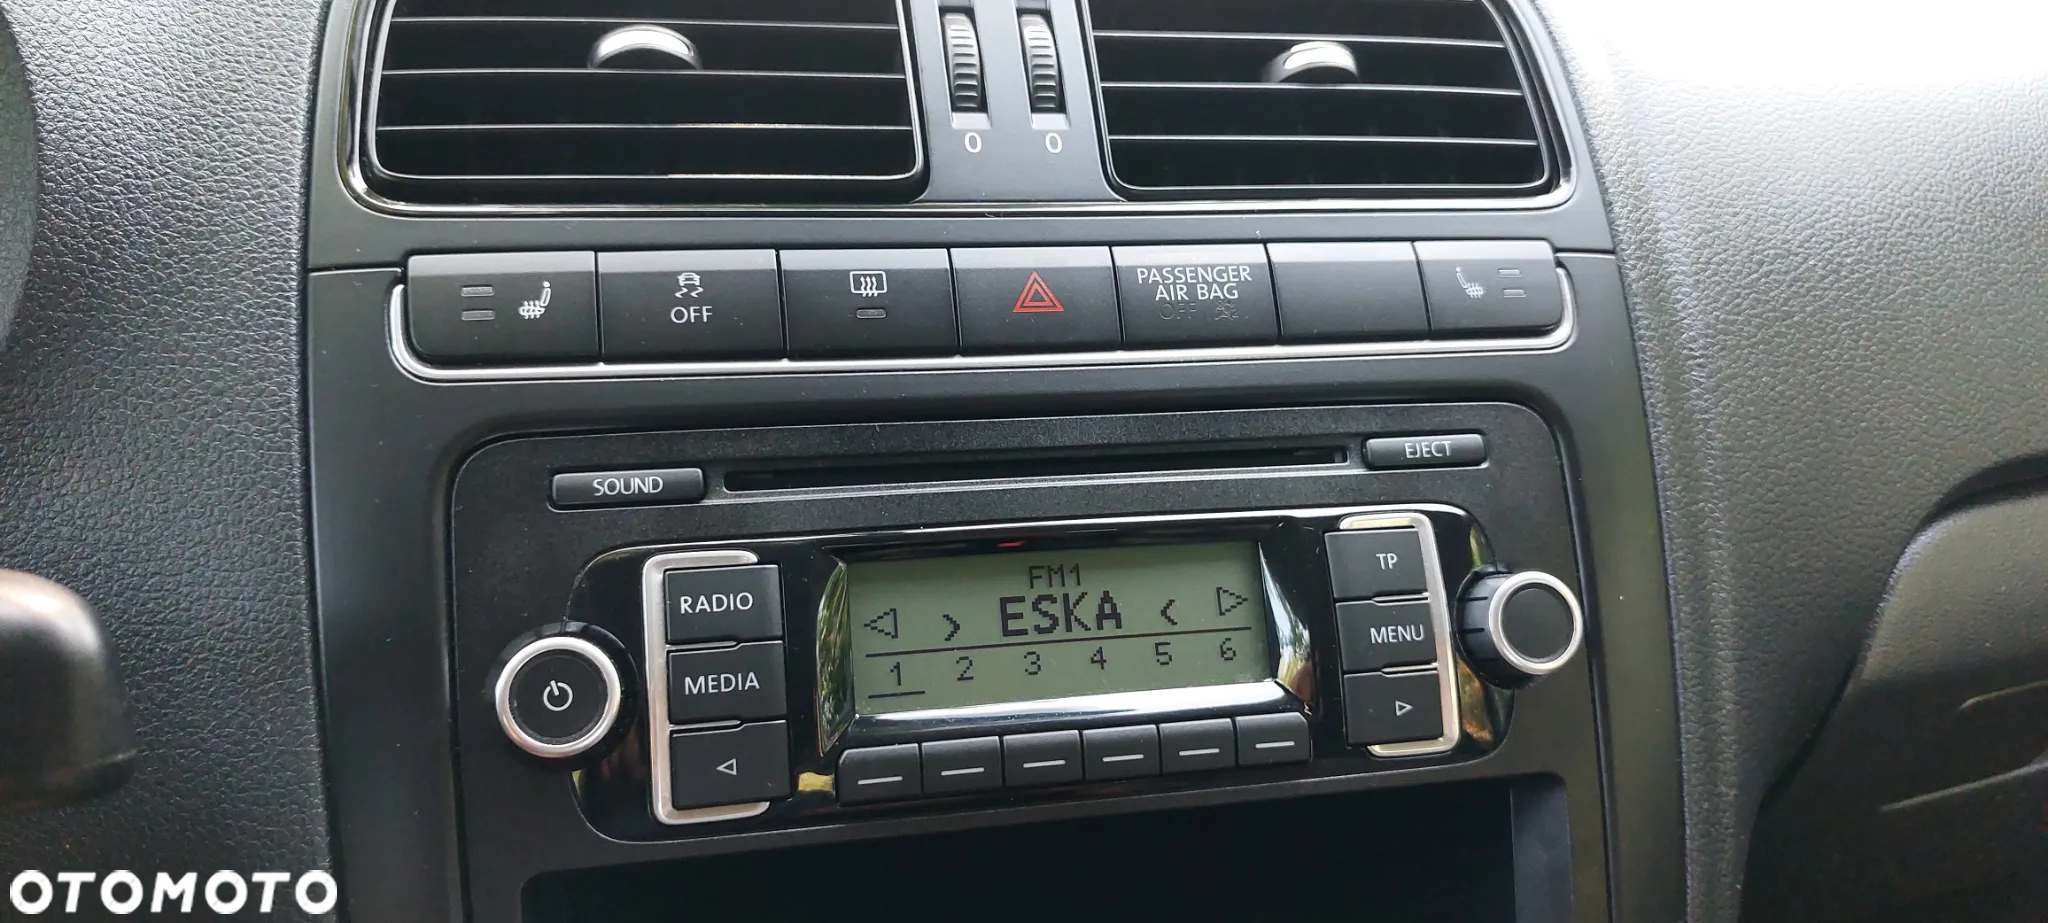 0 0
OFF
PASSENGER
AIR BAG
OFF
SOUND
EJECT
RADIO
MEDIA
FM1
ESKA
1 2 3 4 5 6
TP
MENU
OTOMOTO